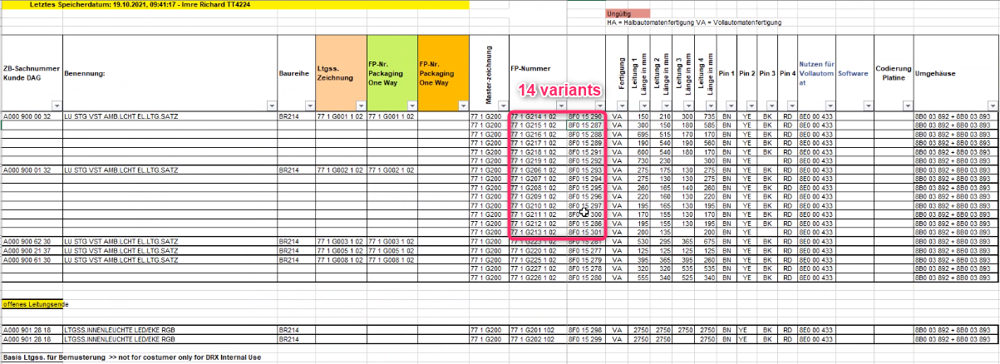 Letztes Speicherdatum: 19.10.2021, 09:41:17 - Imre Richard TT4224
Ungültig
HA = Halbautomatenfertigung VA = Vollautomatenfertigung
ZB-Sachnummer Kunde DAG Benennung: Baureihe Ltgss. Zeichnung FP-Nr. Packaging One Way FP-Nr. Packaging One Way Master-zeichnung FP-Nummer Fertigung Leitung 1 Länge in mm Leitung 2 Länge in mm Leitung 3 Länge in mm Leitung 4 Länge in mm Pin 1 Pin 2 Pin 3 Pin 4 Nutzen für Vollautomat Software Codierung Platine Umgehäuse
14 variants
A000 900 00 32 LU STG VST AMB.LCHT EL.LTG.SATZ BR214 77 1 G001 1 02 77 1 G001 1 02 77 1 G200 77 1 G214 1 02 8F0 15 290 VA 150 210 300 735 BN YE BK RD 8E0 00 433 8B0 03 892 + 8B0 03 893
77 1 G200 77 1 G215 1 02 8F0 15 287 VA 300 150 180 585 BN YE BK RD 8E0 00 433 8B0 03 892 + 8B0 03 893
77 1 G200 77 1 G216 1 02 8F0 15 288 VA 695 515 170 170 BN YE BK RD 8E0 00 433 8B0 03 892 + 8B0 03 893
77 1 G200 77 1 G217 1 02 8F0 15 289 VA 190 540 190 560 BN YE BK RD 8E0 00 433 8B0 03 892 + 8B0 03 893
77 1 G200 77 1 G218 1 02 8F0 15 291 VA 600 540 180 170 BN YE BK RD 8E0 00 433 8B0 03 892 + 8B0 03 893
77 1 G200 77 1 G219 1 02 8F0 15 292 VA 730 230 300 BN YE BK RD 8E0 00 433 8B0 03 892 + 8B0 03 893
A000 900 01 32 LU STG VST AMB.LCHT EL.LTG.SATZ BR214 77 1 G002 1 02 77 1 G002 1 02 77 1 G200 77 1 G206 1 02 8F0 15 293 VA 275 175 130 275 BN YE BK RD 8E0 00 433 8B0 03 892 + 8B0 03 893
77 1 G200 77 1 G207 1 02 8F0 15 294 VA 275 130 130 275 BN YE BK RD 8E0 00 433 8B0 03 892 + 8B0 03 893
77 1 G200 77 1 G208 1 02 8F0 15 295 VA 260 165 140 260 BN YE BK RD 8E0 00 433 8B0 03 892 + 8B0 03 893
77 1 G200 77 1 G209 1 02 8F0 15 296 VA 220 160 130 220 BN YE BK RD 8E0 00 433 8B0 03 892 + 8B0 03 893
77 1 G200 77 1 G210 1 02 8F0 15 297 VA 195 165 130 195 BN YE BK RD 8E0 00 433 8B0 03 892 + 8B0 03 893
77 1 G200 77 1 G211 1 02 8F0 300 VA 170 155 130 170 BN YE BK RD 8E0 00 433 8B0 03 892 + 8B0 03 893
77 1 G200 77 1 G212 1 02 8F0 15 286 VA 195 155 130 195 BN YE BK RD 8E0 00 433 8B0 03 892 + 8B0 03 893
77 1 G200 77 1 G213 1 02 8F0 15 301 VA 200 135 200 BN YE BK RD 8E0 00 433 8B0 03 892 + 8B0 03 893
A000 900 62 30 LU STG VST AMB.LCHT EL.LTG.SATZ BR214 77 1 G003 1 02 77 1 G003 1 02 77 1 G200 77 1 G223 1 02 8F0 15 281 VA 530 295 365 675 BN YE BK RD 8E0 00 433 8B0 03 892 + 8B0 03 893
A000 900 21 37 LU STG VST AMB.LCHT EL.LTG.SATZ BR214 77 1 G005 1 02 77 1 G005 1 02 77 1 G200 77 1 G221 1 02 8F0 15 277 VA 125 125 125 125 BN YE BK RD 8E0 00 433 8B0 03 892 + 8B0 03 893
A000 900 61 30 LU STG VST AMB.LCHT EL.LTG.SATZ BR214 77 1 G008 1 02 77 1 G008 1 02 77 1 G200 77 1 G225 1 02 8F0 15 279 VA 395 395 365 260 BN YE BK RD 8E0 00 433 8B0 03 892 + 8B0 03 893
77 1 G200 77 1 G227 1 02 8F0 15 278 VA 320 320 535 535 BN YE BK RD 8E0 00 433 8B0 03 892 + 8B0 03 893
77 1 G200 77 1 G226 1 02 8F0 15 280 VA 555 340 525 340 BN YE BK RD 8E0 00 433 8B0 03 892 + 8B0 03 893
offenes Leitungsende
A000 901 28 18 LTGSS.INNENLEUCHTE LED/EKE RGB BR214 77 1 G200 77 1 G201 102 8F0 15 298 VA 2750 2750 2750 2750 BN YE BK RD 8E0 00 433 8B0 03 892 + 8B0 03 893
A000 901 28 18 LTGSS.INNENLEUCHTE LED/EKE RGB BR214 77 1 G200 77 1 G202 102 8F0 15 299 VA 2750 2750 2750 BN YE BK RD 8E0 00 433 8B0 03 892 + 8B0 03 893
Basis Ltgss. für Bemusterung >> not for costumer only for DRX Internal Use